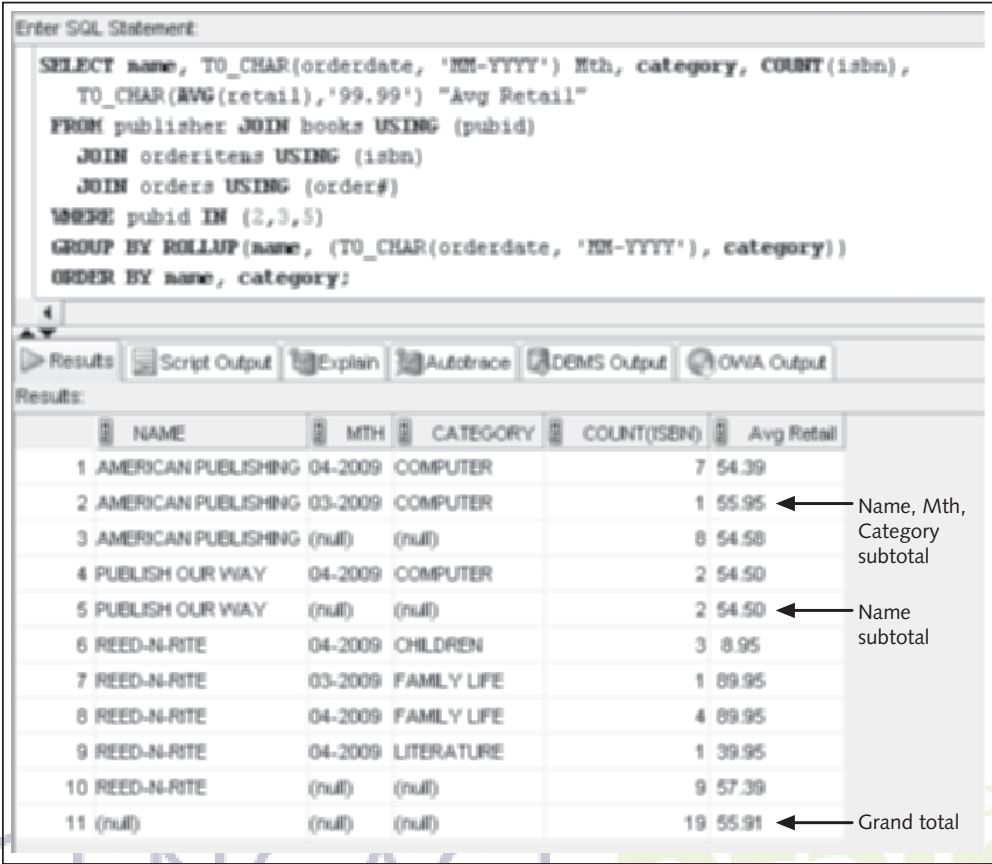 Enter SQL Statement:
SELECT name, TO_CHAR(orderdate, 'MM-YYYY') Mth, category, COUNT(isbn),
TO_CHAR(AVG(retail),'99.99') "Avg Retail"
FROM publisher JOIN books USING (pubid)
JOIN orderitems USING (isbn)
JOIN orders USING (order#)
WHERE pubid IN (2,3,5)
GROUP BY ROLLUP(name, (TO_CHAR(orderdate, 'MM-YYYY'), category))
ORDER BY name, category;
Results Script Output Explain Autotrace DBMS Output OWA Output
Results:
NAME MTH CATEGORY COUNT(ISBN) Avg Retail
1 AMERICAN PUBLISHING 04-2009 COMPUTER 7 54.39
2 AMERICAN PUBLISHING 03-2009 COMPUTER 1 55.95
3 AMERICAN PUBLISHING (null) (null) 8 54.58
4 PUBLISH OUR WAY 04-2009 COMPUTER 2 54.50
5 PUBLISH OUR WAY (null) (null) 2 54.50
6 REED-N-RITE 04-2009 CHILDREN 3 8.95
7 REED-N-RITE 03-2009 FAMILY LIFE 1 89.95
8 REED-N-RITE 04-2009 FAMILY LIFE 4 89.95
9 REED-N-RITE 04-2009 LITERATURE 1 39.95
10 REED-N-RITE (null) (null) 9 57.39
11 (null) (null) (null) 19 55.91
Name, Mth,
Category
subtotal
Name
subtotal
Grand total